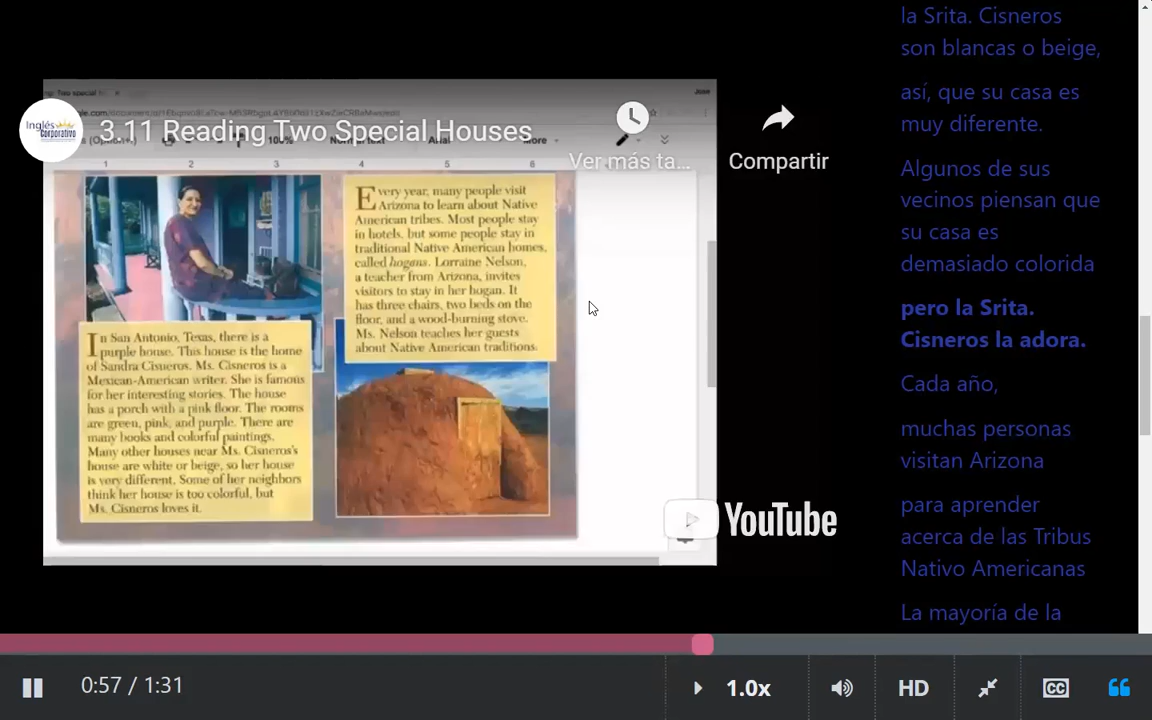 Inglés
Corporativo
3.11 Reading Two Special Houses
Ver más ta...
Compartir
100%
1 2 3 4 5 6
In San Antonio, Texas, there is a
purple house. This house is the home
of Sandra Cisneros. Ms. Cisneros is a
Mexican-American writer. She is famous
for her interesting stories. The house
has a porch with a pink floor. The rooms
are green, pink, and purple. There are
many books and colorful paintings.
Many other houses near Ms. Cisneros's
house are white or beige, so her house
is very different. Some of her neighbors
think her house is too colorful, but
Ms. Cisneros loves it.
Every year, many people visit
Arizona to learn about Native
American tribes. Most people stay
in hotels, but some people stay in
traditional Native American homes,
called hogans. Lorraine Nelson,
a teacher from Arizona, invites
visitors to stay in her hogan. It
has three chairs, two beds on the
floor, and a wood-burning stove.
Ms. Nelson teaches her guests
about Native American traditions.
YouTube
la Srita. Cisneros
son blancas o beige,
así, que su casa es
muy diferente.
Algunos de sus
vecinos piensan que
su casa es
demasiado colorida
pero la Srita.
Cisneros la adora.
Cada año,
muchas personas
visitan Arizona
para aprender
acerca de las Tribus
Nativo Americanas
La mayoría de la
0:57 / 1:31
1.0x
HD
CC